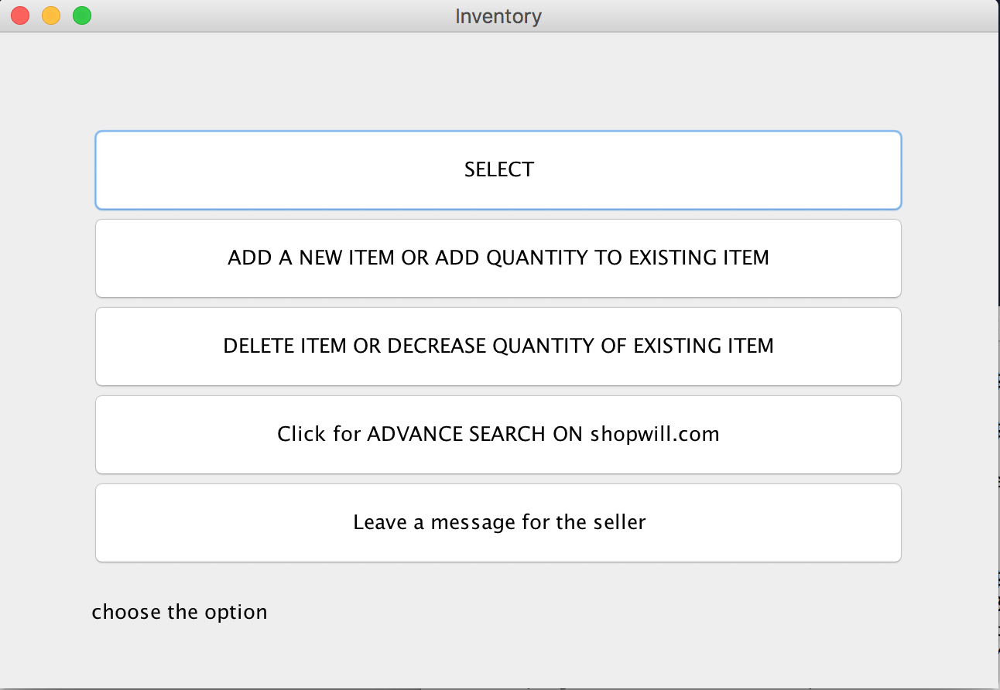 Inventory
SELECT
ADD A NEW ITEM OR ADD QUANTITY TO EXISTING ITEM
DELETE ITEM OR DECREASE QUANTITY OF EXISTING ITEM
Click for ADVANCE SEARCH ON shopwill.com
Leave a message for the seller
choose the option